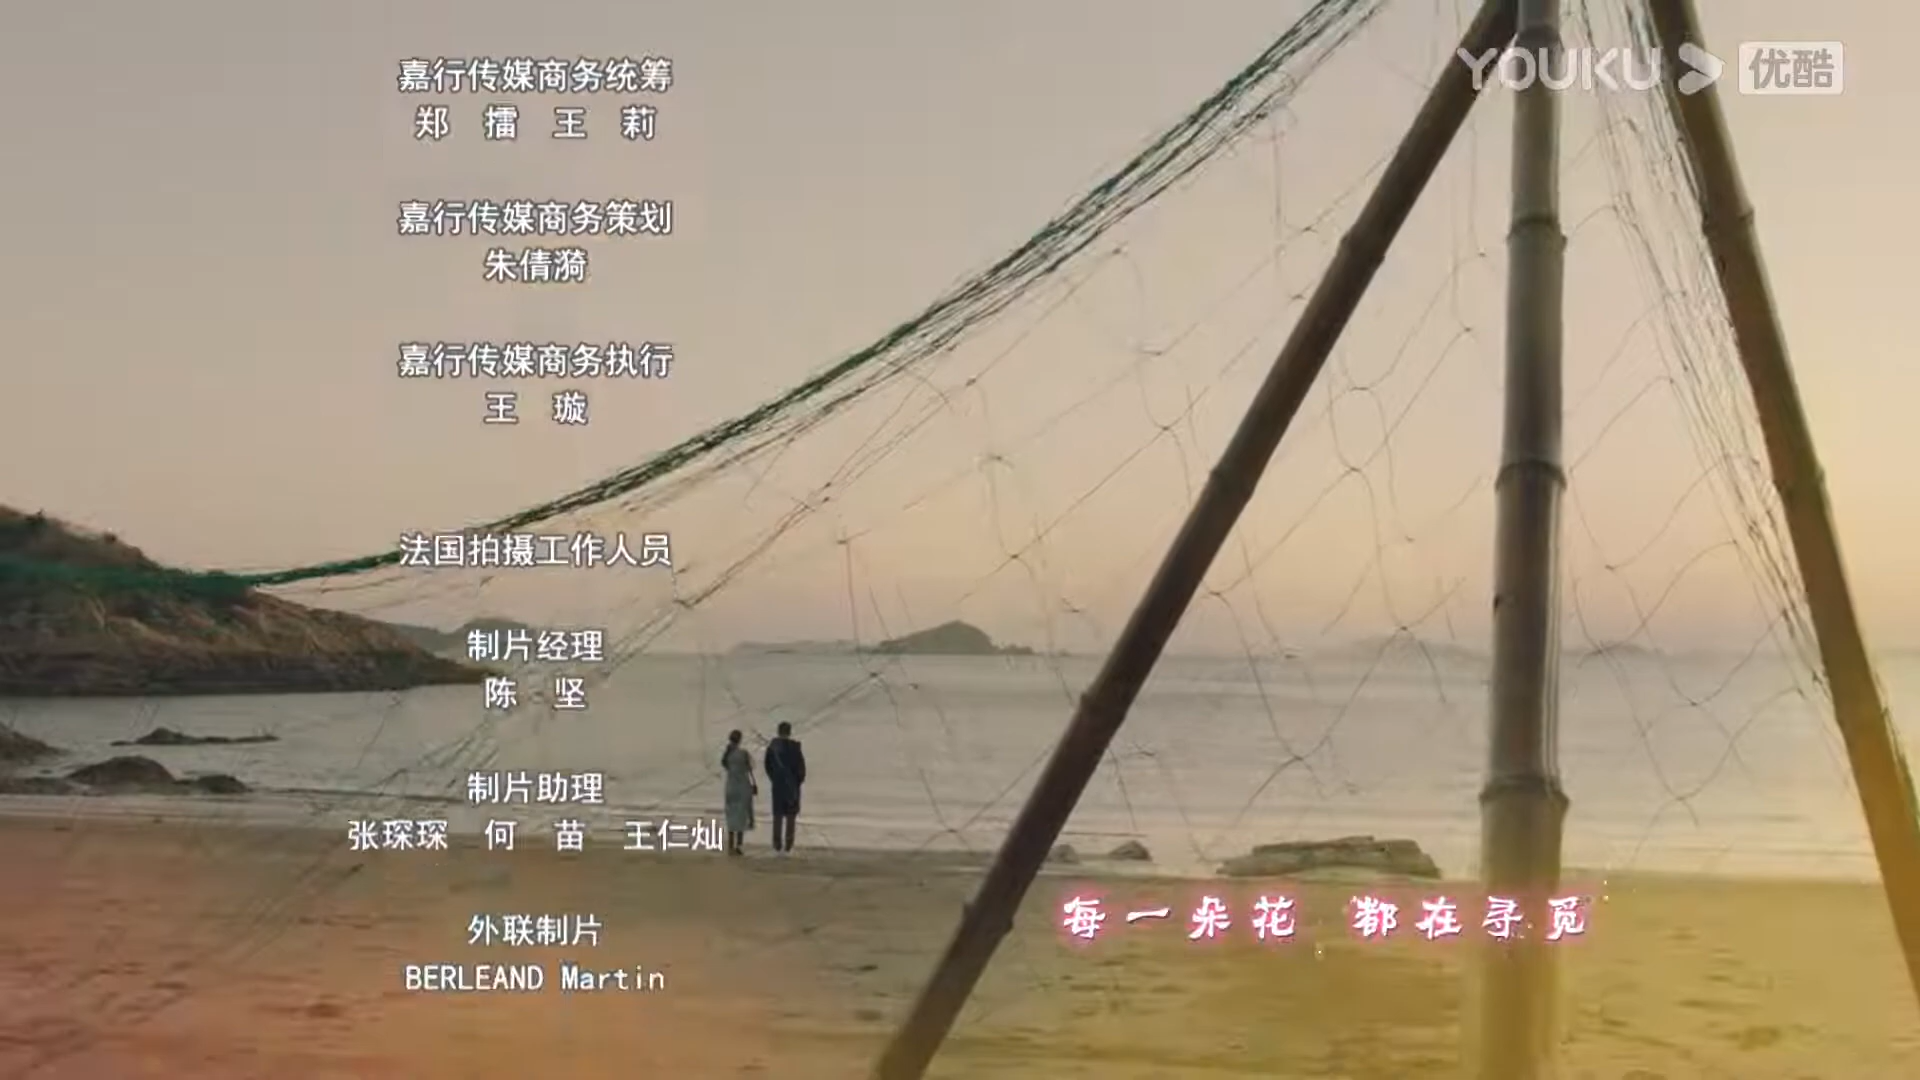 YOUKU 优酷
嘉行传媒商务统筹
郑 擂 王 莉
嘉行传媒商务策划
朱倩漪
嘉行传媒商务执行
王 璇
法国拍摄工作人员
制片经理
陈 坚
制片助理
张琛琛 何 苗 王仁灿
外联制片
BERLEAND Martin
每一朵花 都在寻觅